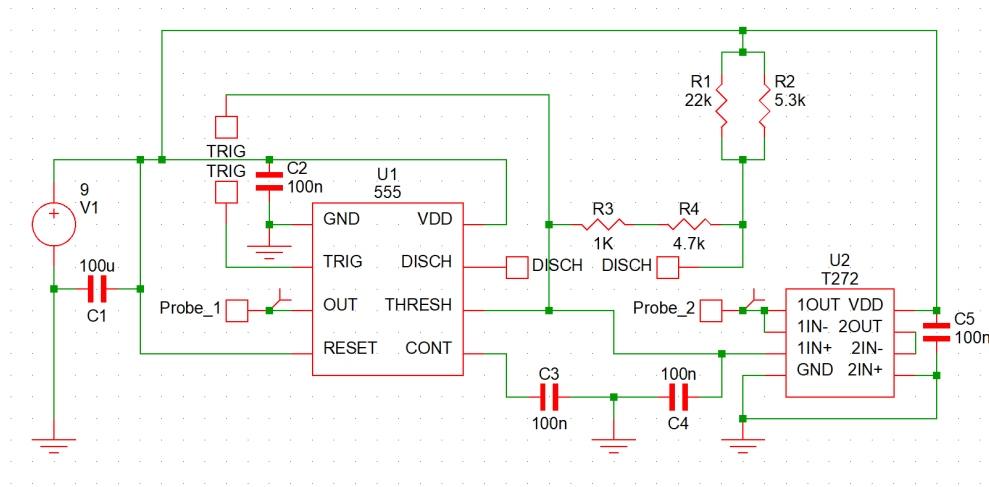 R1
22k
R2
5.3k
TRIG
TRIG
C2
100n
9
V1
U1
555
GND
VDD
TRIG
DISCH
OUT
THRESH
RESET
CONT
DISCH
R3
1K
R4
4.7k
DISCH
100u
C1
Probe_1
Probe_2
U2
T272
1OUT
VDD
1IN-
2OUT
1IN+
2IN-
GND
2IN+
C5
100n
C3
100n
100n
C4